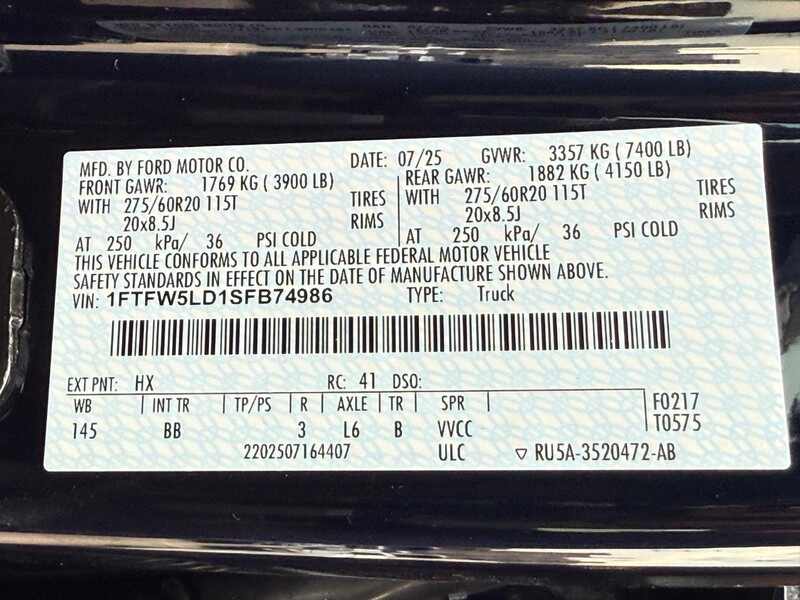 MFD. BY FORD MOTOR CO. DATE: 07/25 GVWR: 3357 KG ( 7400 LB)
FRONT GAWR: 1769 KG ( 3900 LB) REAR GAWR: 1882 KG ( 4150 LB)
WITH 275/60R20 115T TIRES WITH 275/60R20 115T TIRES
20x8.5J RIMS 20x8.5J RIMS
AT 250 kPa/ 36 PSI COLD AT 250 kPa/ 36 PSI COLD
THIS VEHICLE CONFORMS TO ALL APPLICABLE FEDERAL MOTOR VEHICLE
SAFETY STANDARDS IN EFFECT ON THE DATE OF MANUFACTURE SHOWN ABOVE.
VIN: 1FTFW5LD1SFB74986 TYPE: Truck
EXT PNT: HX RC: 41 DSO:
WB INT TR TP/PS R AXLE TR SPR F0217
145 BB 3 L6 B VVCC T0575
2202507164407 ULC ▽ RU5A-3520472-AB